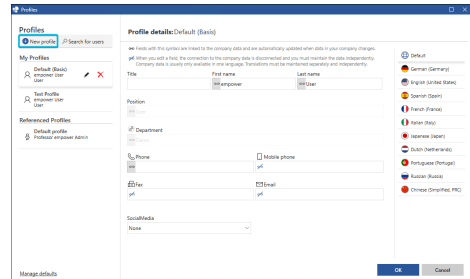 Profiles
Profiles
New profile
Search for users
My Profiles
Default (Basis)
empower User
User
Test Profile
empower User
User
Referenced Profiles
Default profile
Professor empower Admin
Manage defaults
Profile details: Default (Basis)
Fields with this symbol are linked to the company data and are automatically updated when data in your company changes.
When you edit a field, the connection to the company data is disconnected and you must maintain the data independently.
Company data is usually only available in one language. Translations must be maintained separately and independently.
Title
First name
Last name
empower
User
Position
Department
Phone
Mobile phone
Fax
Email
SocialMedia
None
Default
German (Germany)
English (United States)
Spanish (Spain)
French (France)
Italian (Italy)
Japanese (Japan)
Dutch (Netherlands)
Portuguese (Portugal)
Russian (Russia)
Chinese (Simplified, PRC)
OK
Cancel